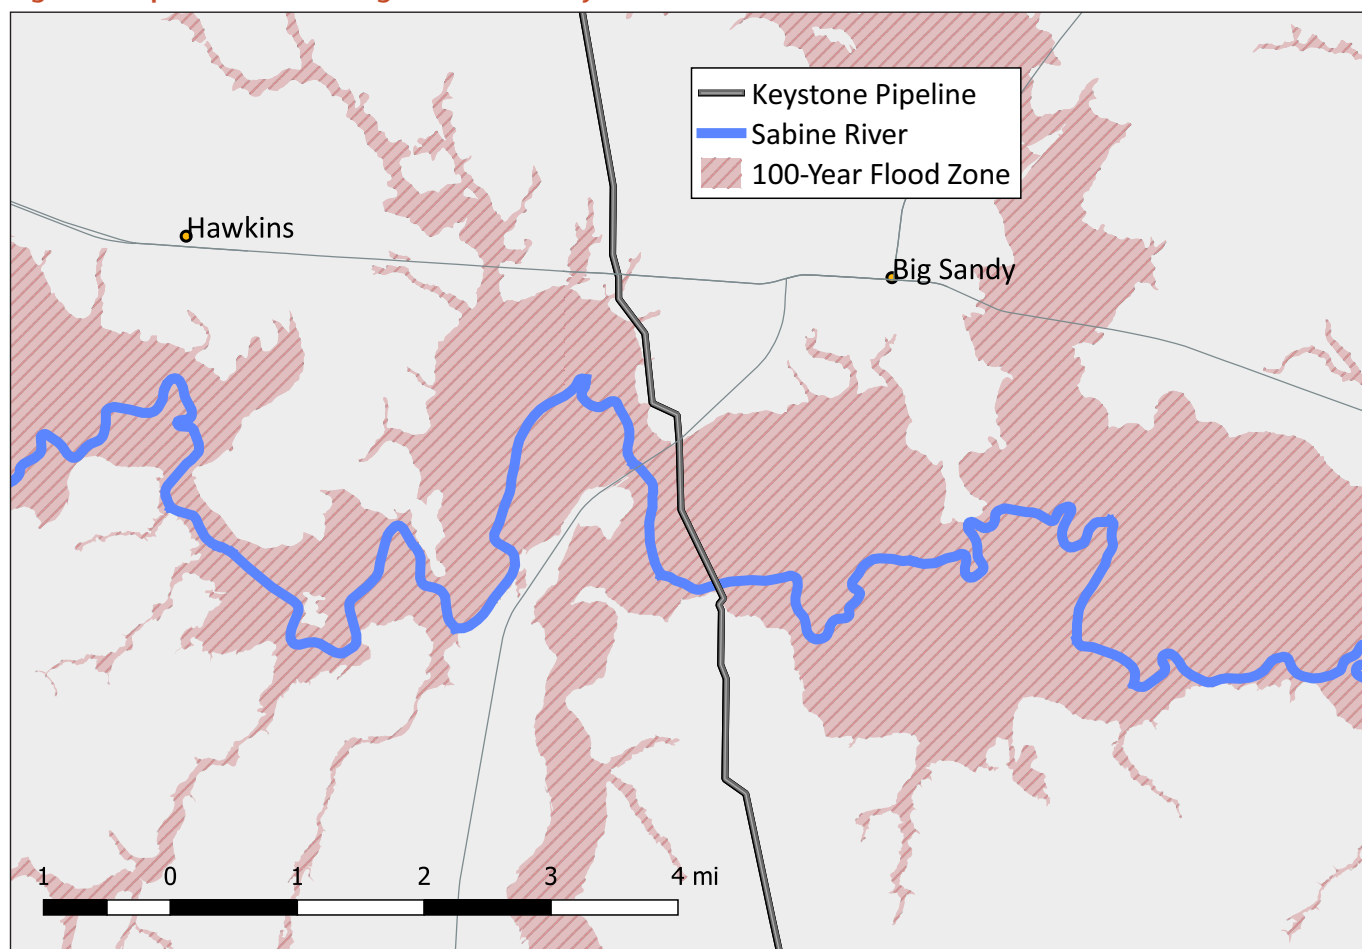 Keystone Pipeline
Sabine River
100-Year Flood Zone
Hawkins
Big Sandy
1 0 1 2 3 4 mi